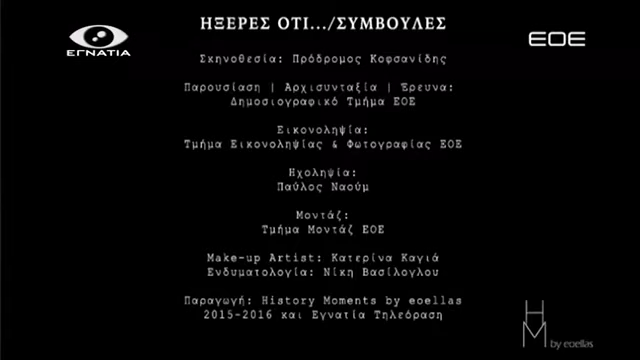 ΗΞΕΡΕΣ ΟΤΙ.../ΣΥΜΒΟΥΛΕΣ
ΕΓΝΑΤΙΑ
EOE
Σκηνοθεσία: Πρόδρομος Κοψανίδης
Παρουσίαση | Αρχισυνταξία | Έρευνα:
Δημοσιογραφικό Τμήμα ΕΟΕ
Εικονοληψία:
Τμήμα Εικονοληψίας & Φωτογραφίας ΕΟΕ
Ηχοληψία:
Παύλος Ναούμ
Μοντάζ:
Τμήμα Μοντάζ ΕΟΕ
Make-up Artist: Κατερίνα Καγιά
Ενδυματολογία: Νίκη Βασίλογλου
Παραγωγή: History Moments by eoellas
2015-2016 και Εγνατία Τηλεόραση
HM
by eoellas